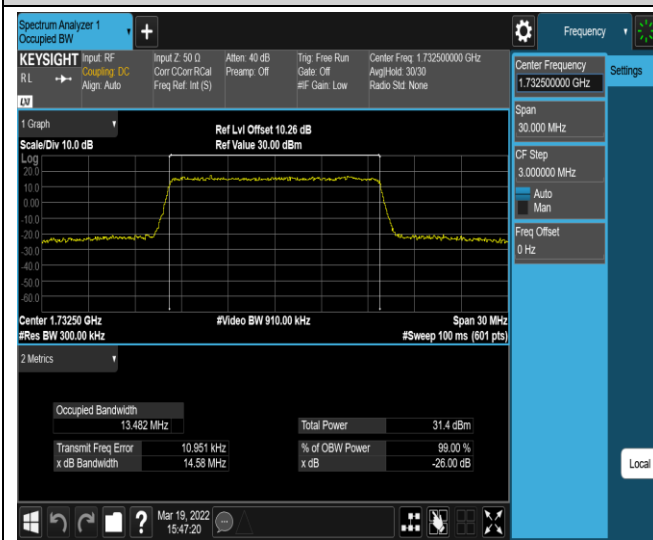 Spectrum Analyzer 1
Occupied BW
+
Frequency
KEYSIGHT
RL
LXI
Input: RF
Coupling: DC
Align: Auto
Input Z: 50 Ω
Corr CCorr RCal
Freq Ref: Int (S)
Atten: 40 dB
Preamp: Off
Trig: Free Run
Gate: Off
#IF Gain: Low
Center Freq: 1.732500000 GHz
Avg|Hold: 30/30
Radio Std: None
Center Frequency
1.732500000 GHz
Settings
Span
30.000 MHz
CF Step
3.000000 MHz
Auto
Man
Freq Offset
0 Hz
1 Graph
Scale/Div 10.0 dB
Ref Lvl Offset 10.26 dB
Ref Value 30.00 dBm
Log
20.0
10.0
0.00
-10.0
-20.0
-30.0
-40.0
-50.0
-60.0
Center 1.73250 GHz
#Video BW 910.00 kHz
Span 30 MHz
#Res BW 300.00 kHz
#Sweep 100 ms (601 pts)
2 Metrics
Occupied Bandwidth
13.482 MHz
Total Power 31.4 dBm
Transmit Freq Error 10.951 kHz
% of OBW Power 99.00 %
x dB Bandwidth 14.58 MHz
x dB -26.00 dB
Local
?
Mar 19, 2022
15:47:20